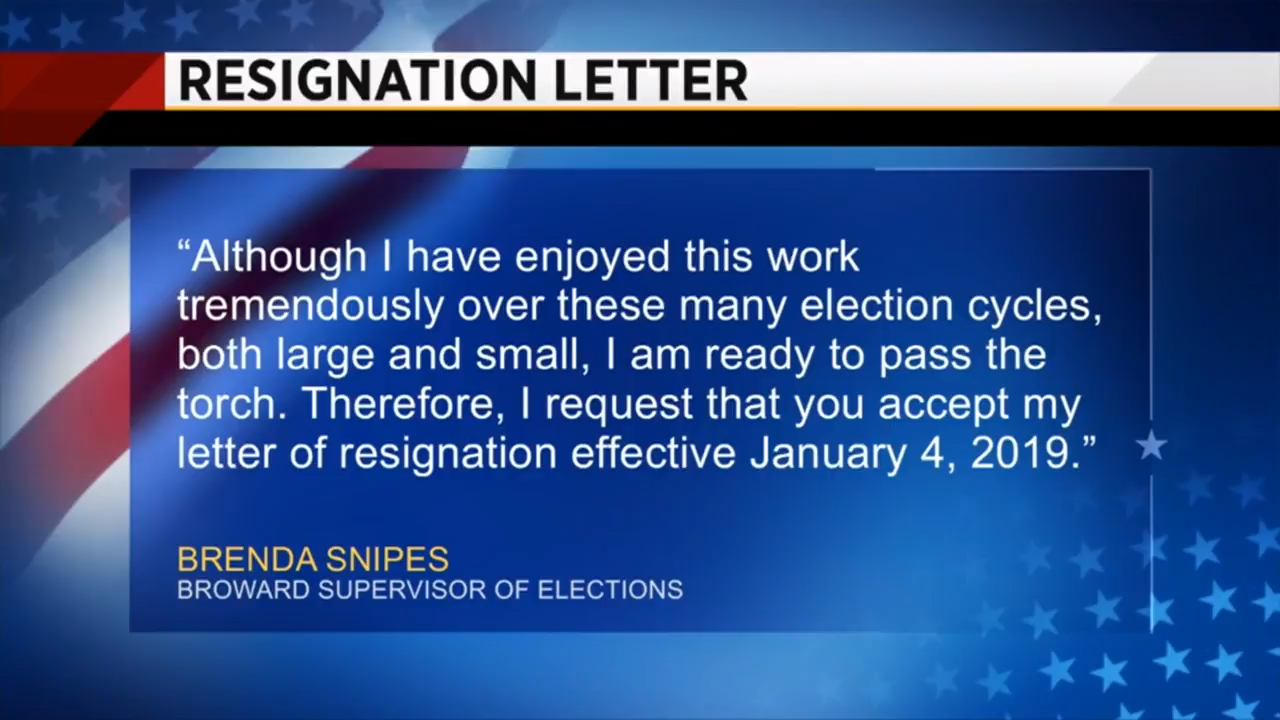 RESIGNATION LETTER
“Although I have enjoyed this work
tremendously over these many election cycles,
both large and small, I am ready to pass the
torch. Therefore, I request that you accept my
letter of resignation effective January 4, 2019.”
BRENDA SNIPES
BROWARD SUPERVISOR OF ELECTIONS